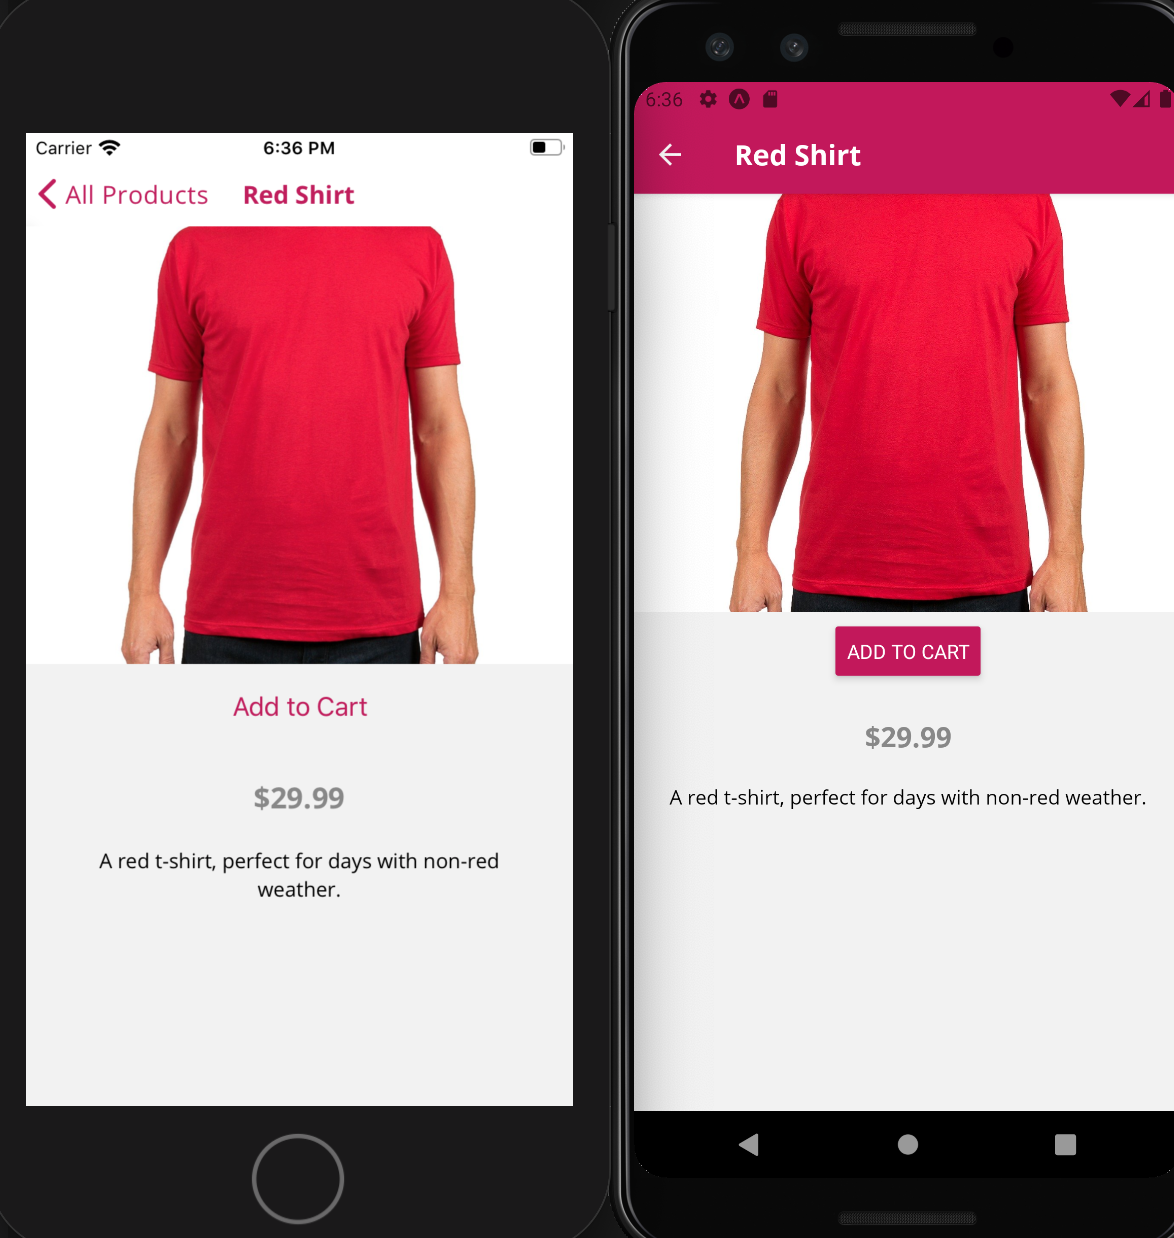 Carrier 6:36 PM
All Products Red Shirt
Add to Cart
$29.99
A red t-shirt, perfect for days with non-red
weather.
6:36
Red Shirt
ADD TO CART
$29.99
A red t-shirt, perfect for days with non-red weather.